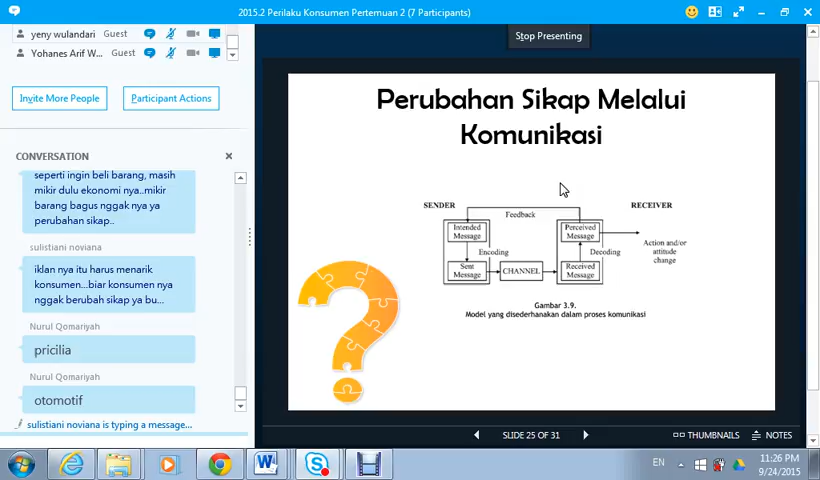 2015.2 Perilaku Konsumen Pertemuan 2 (7 Participants)
yeny wulandari Guest
Yohanes Arif W... Guest
Invite More People
Participant Actions
CONVERSATION
seperti ingin beli barang, masih
mikir dulu ekonomi nya..mikir
barang bagus nggak nya ya
perubahan sikap..
sulistiani noviana
iklan nya itu harus menarik
konsumen...biar konsumen nya
nggak berubah sikap ya bu...
Nurul Qomariyah
pricilia
Nurul Qomariyah
otomotif
sulistiani noviana is typing a message...
Stop Presenting
Perubahan Sikap Melalui
Komunikasi
SENDER
RECEIVER
Feedback
Intended
Message
Perceived
Message
Encoding
Decoding
Action and/or
attitude
change
Sent
Message
CHANNEL
Received
Message
Gambar 3.9.
Model yang disederhanakan dalam proses komunikasi
SLIDE 25 OF 31
THUMBNAILS
NOTES
EN
11:26 PM
9/24/2015